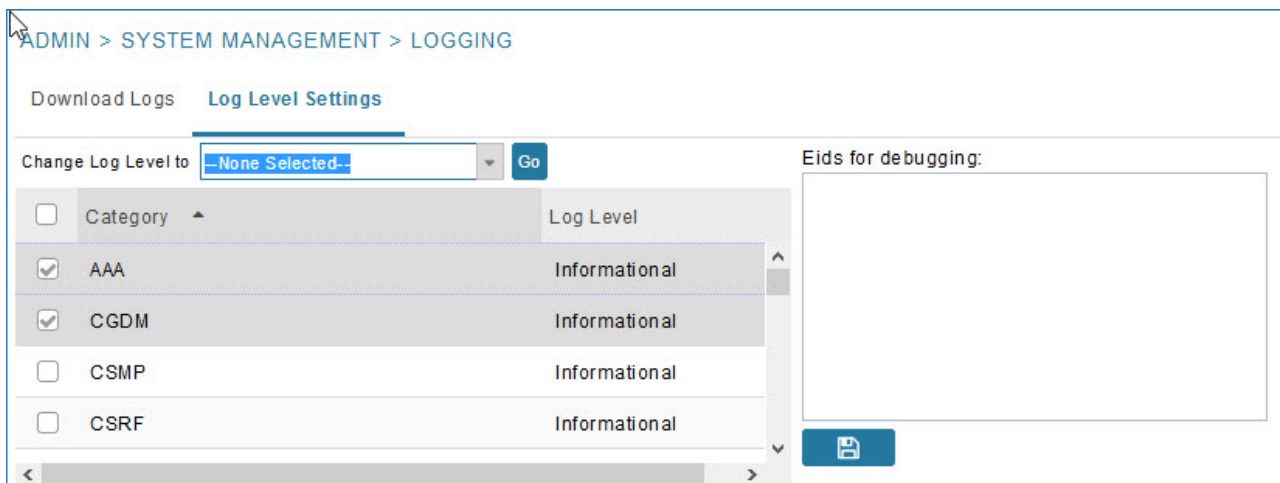 ADMIN > SYSTEM MANAGEMENT > LOGGING
Download Logs Log Level Settings
Change Log Level to --None Selected-- Go
Eids for debugging:
Category Log Level
AAA Informational
CGDM Informational
CSMP Informational
CSRF Informational